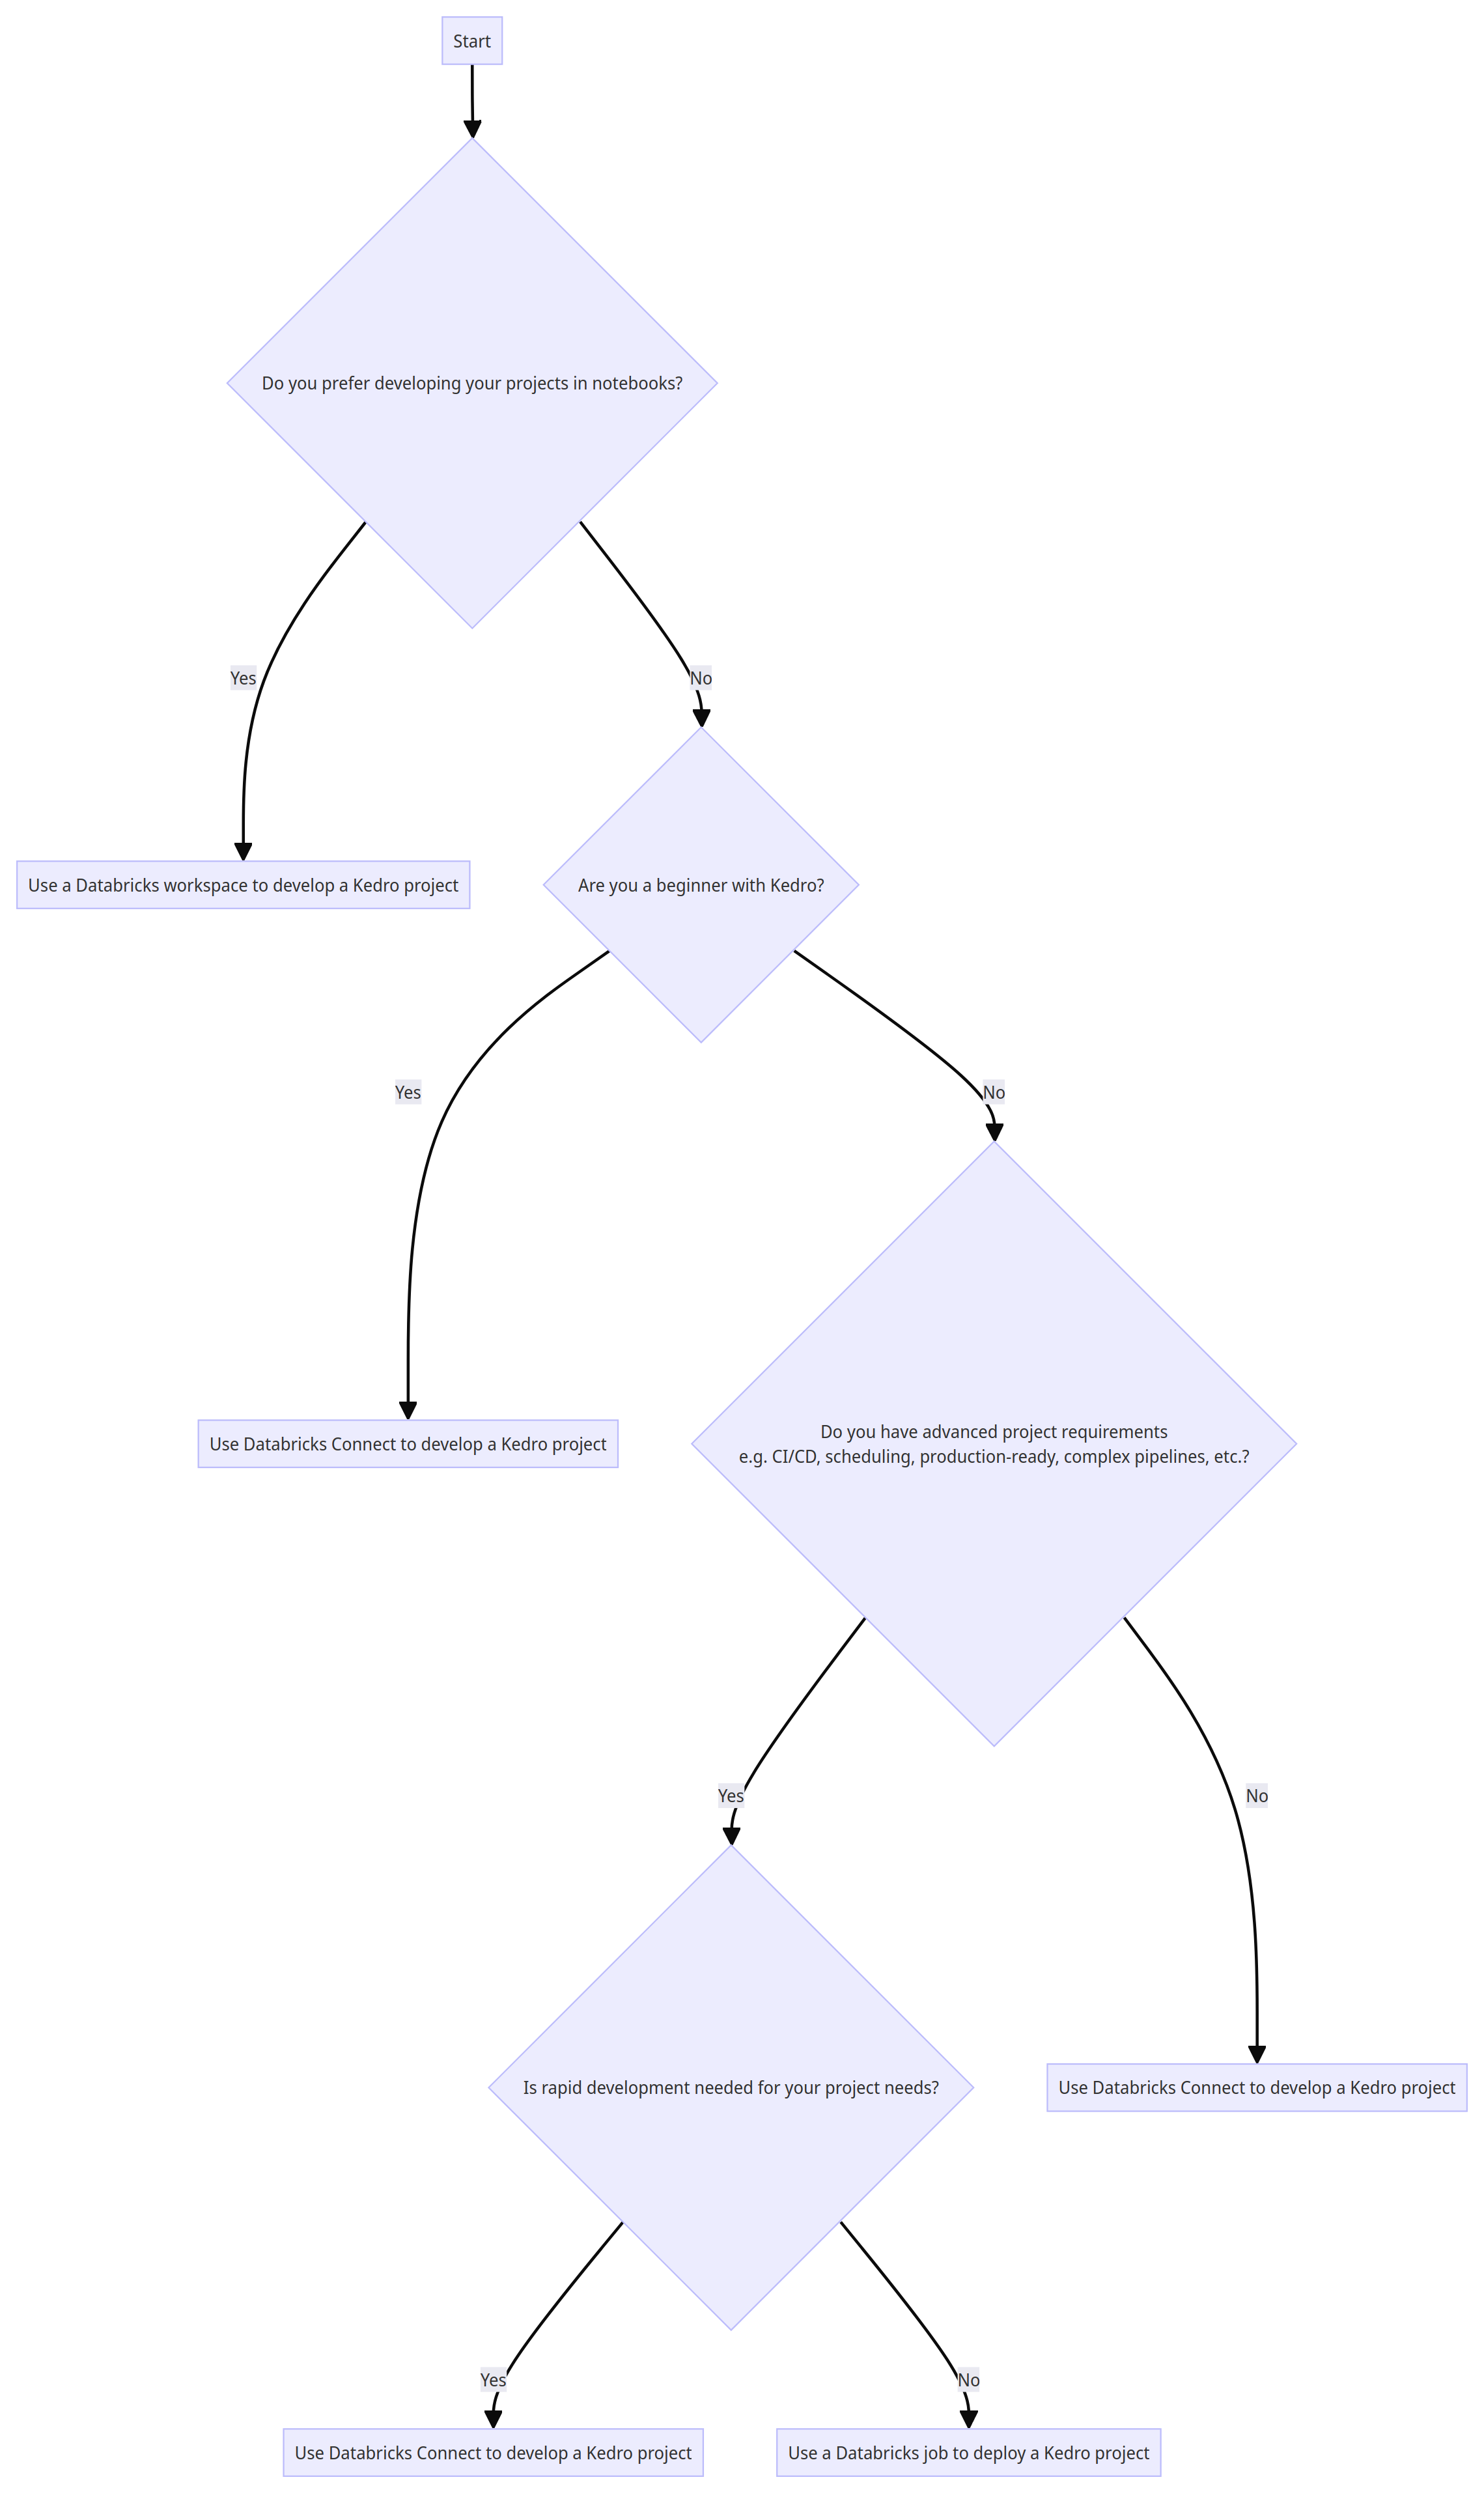 Start
Do you prefer developing your projects in notebooks?
Yes
No
Use a Databricks workspace to develop a Kedro project
Are you a beginner with Kedro?
Yes
No
Use Databricks Connect to develop a Kedro project
Do you have advanced project requirements
e.g. CI/CD, scheduling, production-ready, complex pipelines, etc.?
Yes
No
Is rapid development needed for your project needs?
Use Databricks Connect to develop a Kedro project
Yes
No
Use Databricks Connect to develop a Kedro project
Use a Databricks job to deploy a Kedro project